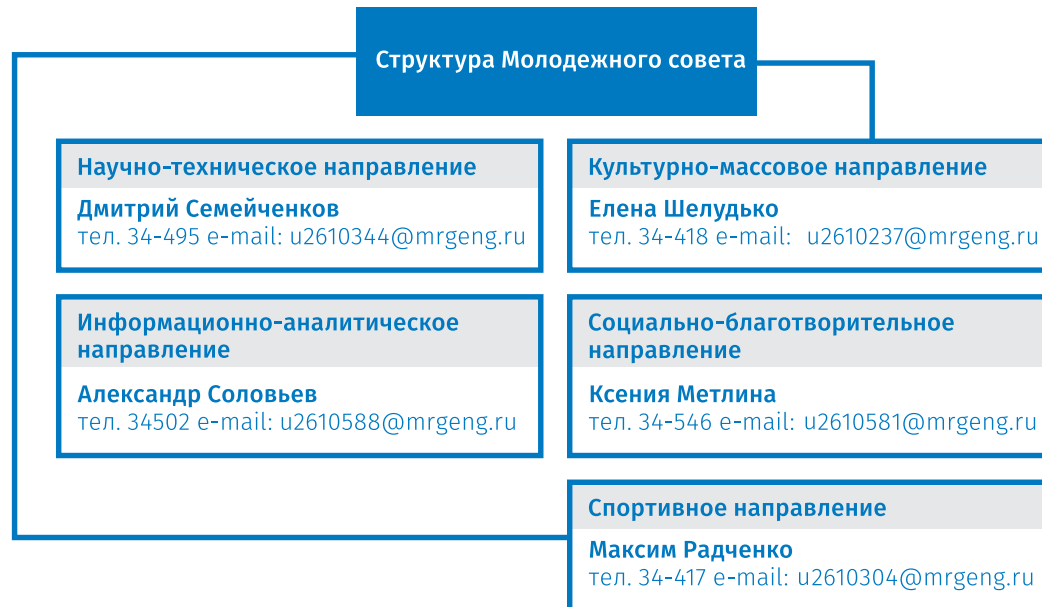 Структура Молодежного совета
Научно-техническое направление
Дмитрий Семейченков
тел. 34-495 e-mail: u2610344@mrgeng.ru
Культурно-массовое направление
Елена Шелудько
тел. 34-418 e-mail: u2610237@mrgeng.ru
Информационно-аналитическое
направление
Александр Соловьев
тел. 34502 e-mail: u2610588@mrgeng.ru
Социально-благотворительное
направление
Ксения Метлина
тел. 34-546 e-mail: u2610581@mrgeng.ru
Спортивное направление
Максим Радченко
тел. 34-417 e-mail: u2610304@mrgeng.ru